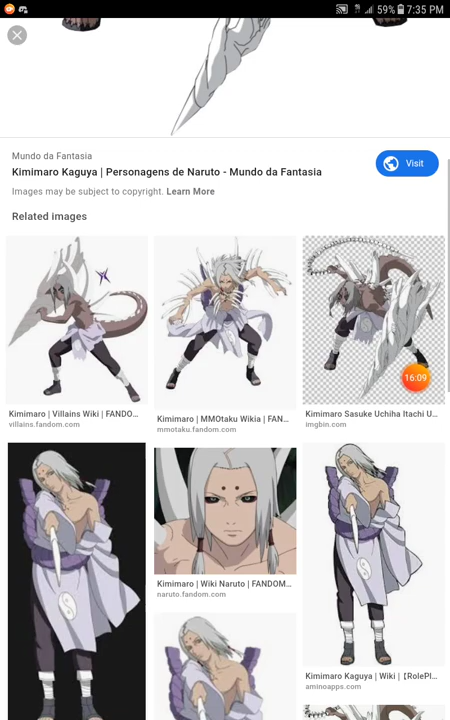 59% 7:35 PM
Mundo da Fantasia
Kimimaro Kaguya | Personagens de Naruto - Mundo da Fantasia
Visit
Images may be subject to copyright. Learn More
Related images
16:09
Kimimaro | Villains Wiki | FANDO...
villains.fandom.com
Kimimaro | MMOtaku Wikia | FAN...
mmotaku.fandom.com
Kimimaro Sasuke Uchiha Itachi U...
imgbin.com
Kimimaro | Wiki Naruto | FANDOM...
naruto.fandom.com
Kimimaro Kaguya | Wiki | 【RolePl...
aminoapps.com